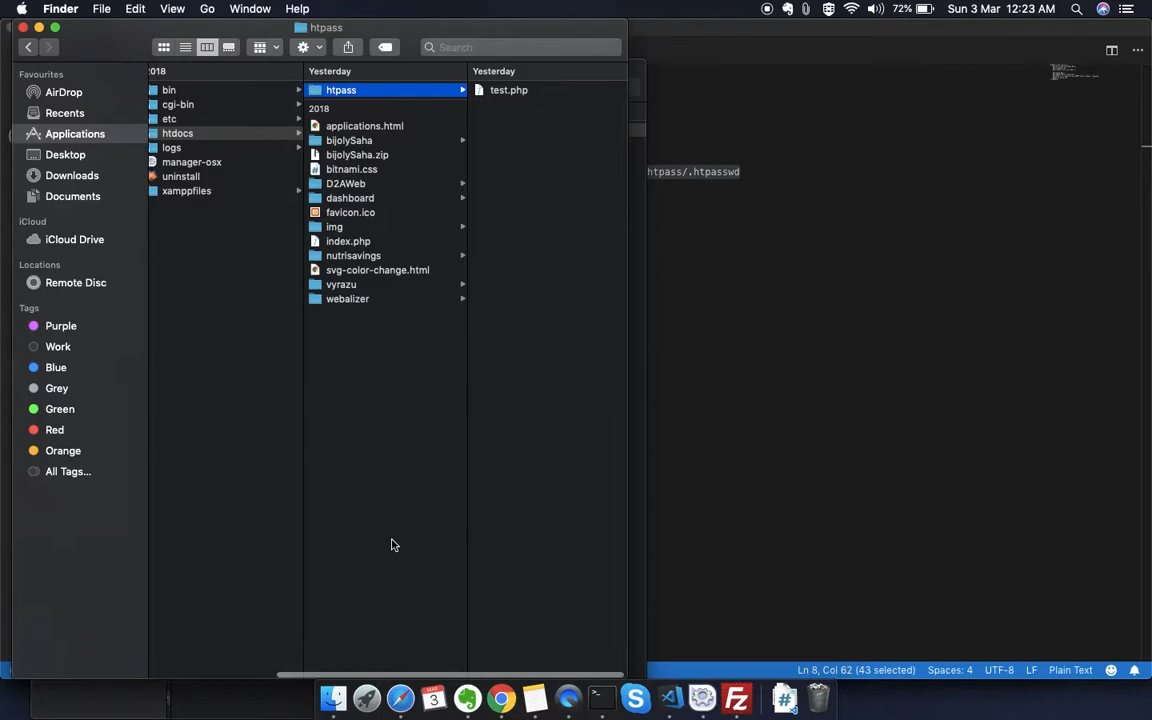 Finder File Edit View Go Window Help 72% Sun 3 Mar 12:23 AM
htpass
Search
Favourites
AirDrop
Recents
Applications
Desktop
Downloads
Documents
iCloud
iCloud Drive
Locations
Remote Disc
Tags
Purple
Work
Blue
Grey
Green
Red
Orange
All Tags...
2018
bin
cgi-bin
etc
htdocs
logs
manager-osx
uninstall
xamppfiles
Yesterday
htpass
2018
applications.html
bijolySaha
bijolySaha.zip
bitnami.css
D2AWeb
dashboard
favicon.ico
img
index.php
nutrisavings
svg-color-change.html
vyrazu
webalizer
Yesterday
test.php
htpass/.htpasswd
Ln 8, Col 62 (43 selected) Spaces: 4 UTF-8 LF Plain Text
MAR
3